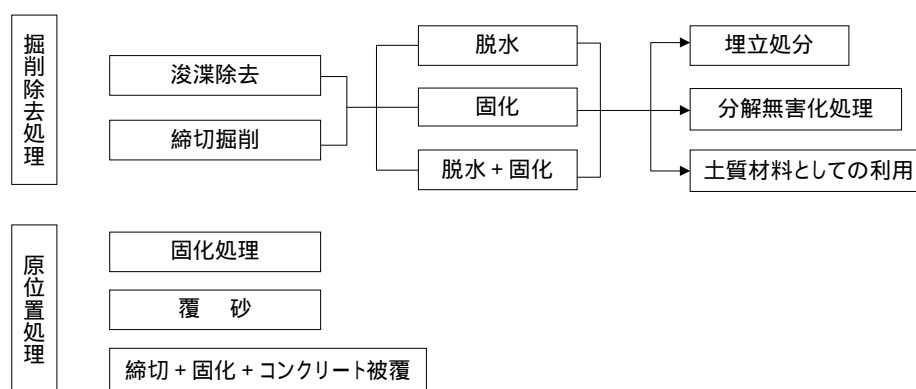 掘削除去処理
浚渫除去
締切掘削
脱水
固化
脱水+固化
埋立処分
分解無害化処理
土質材料としての利用
原位置処理
固化処理
覆 砂
締切+固化+コンクリート被覆